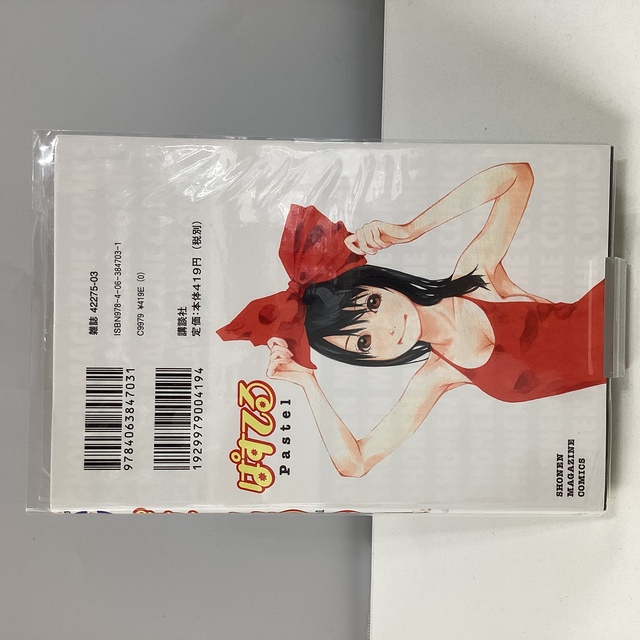 雑誌 42275-03
ISBN978-4-06-384703-1
C9979 ¥419E (0)
講談社
定価：本体419円（税別）
9784063847031
1929979004194
ぱすてる
Pastel
SHONEN
MAGAZINE
COMICS